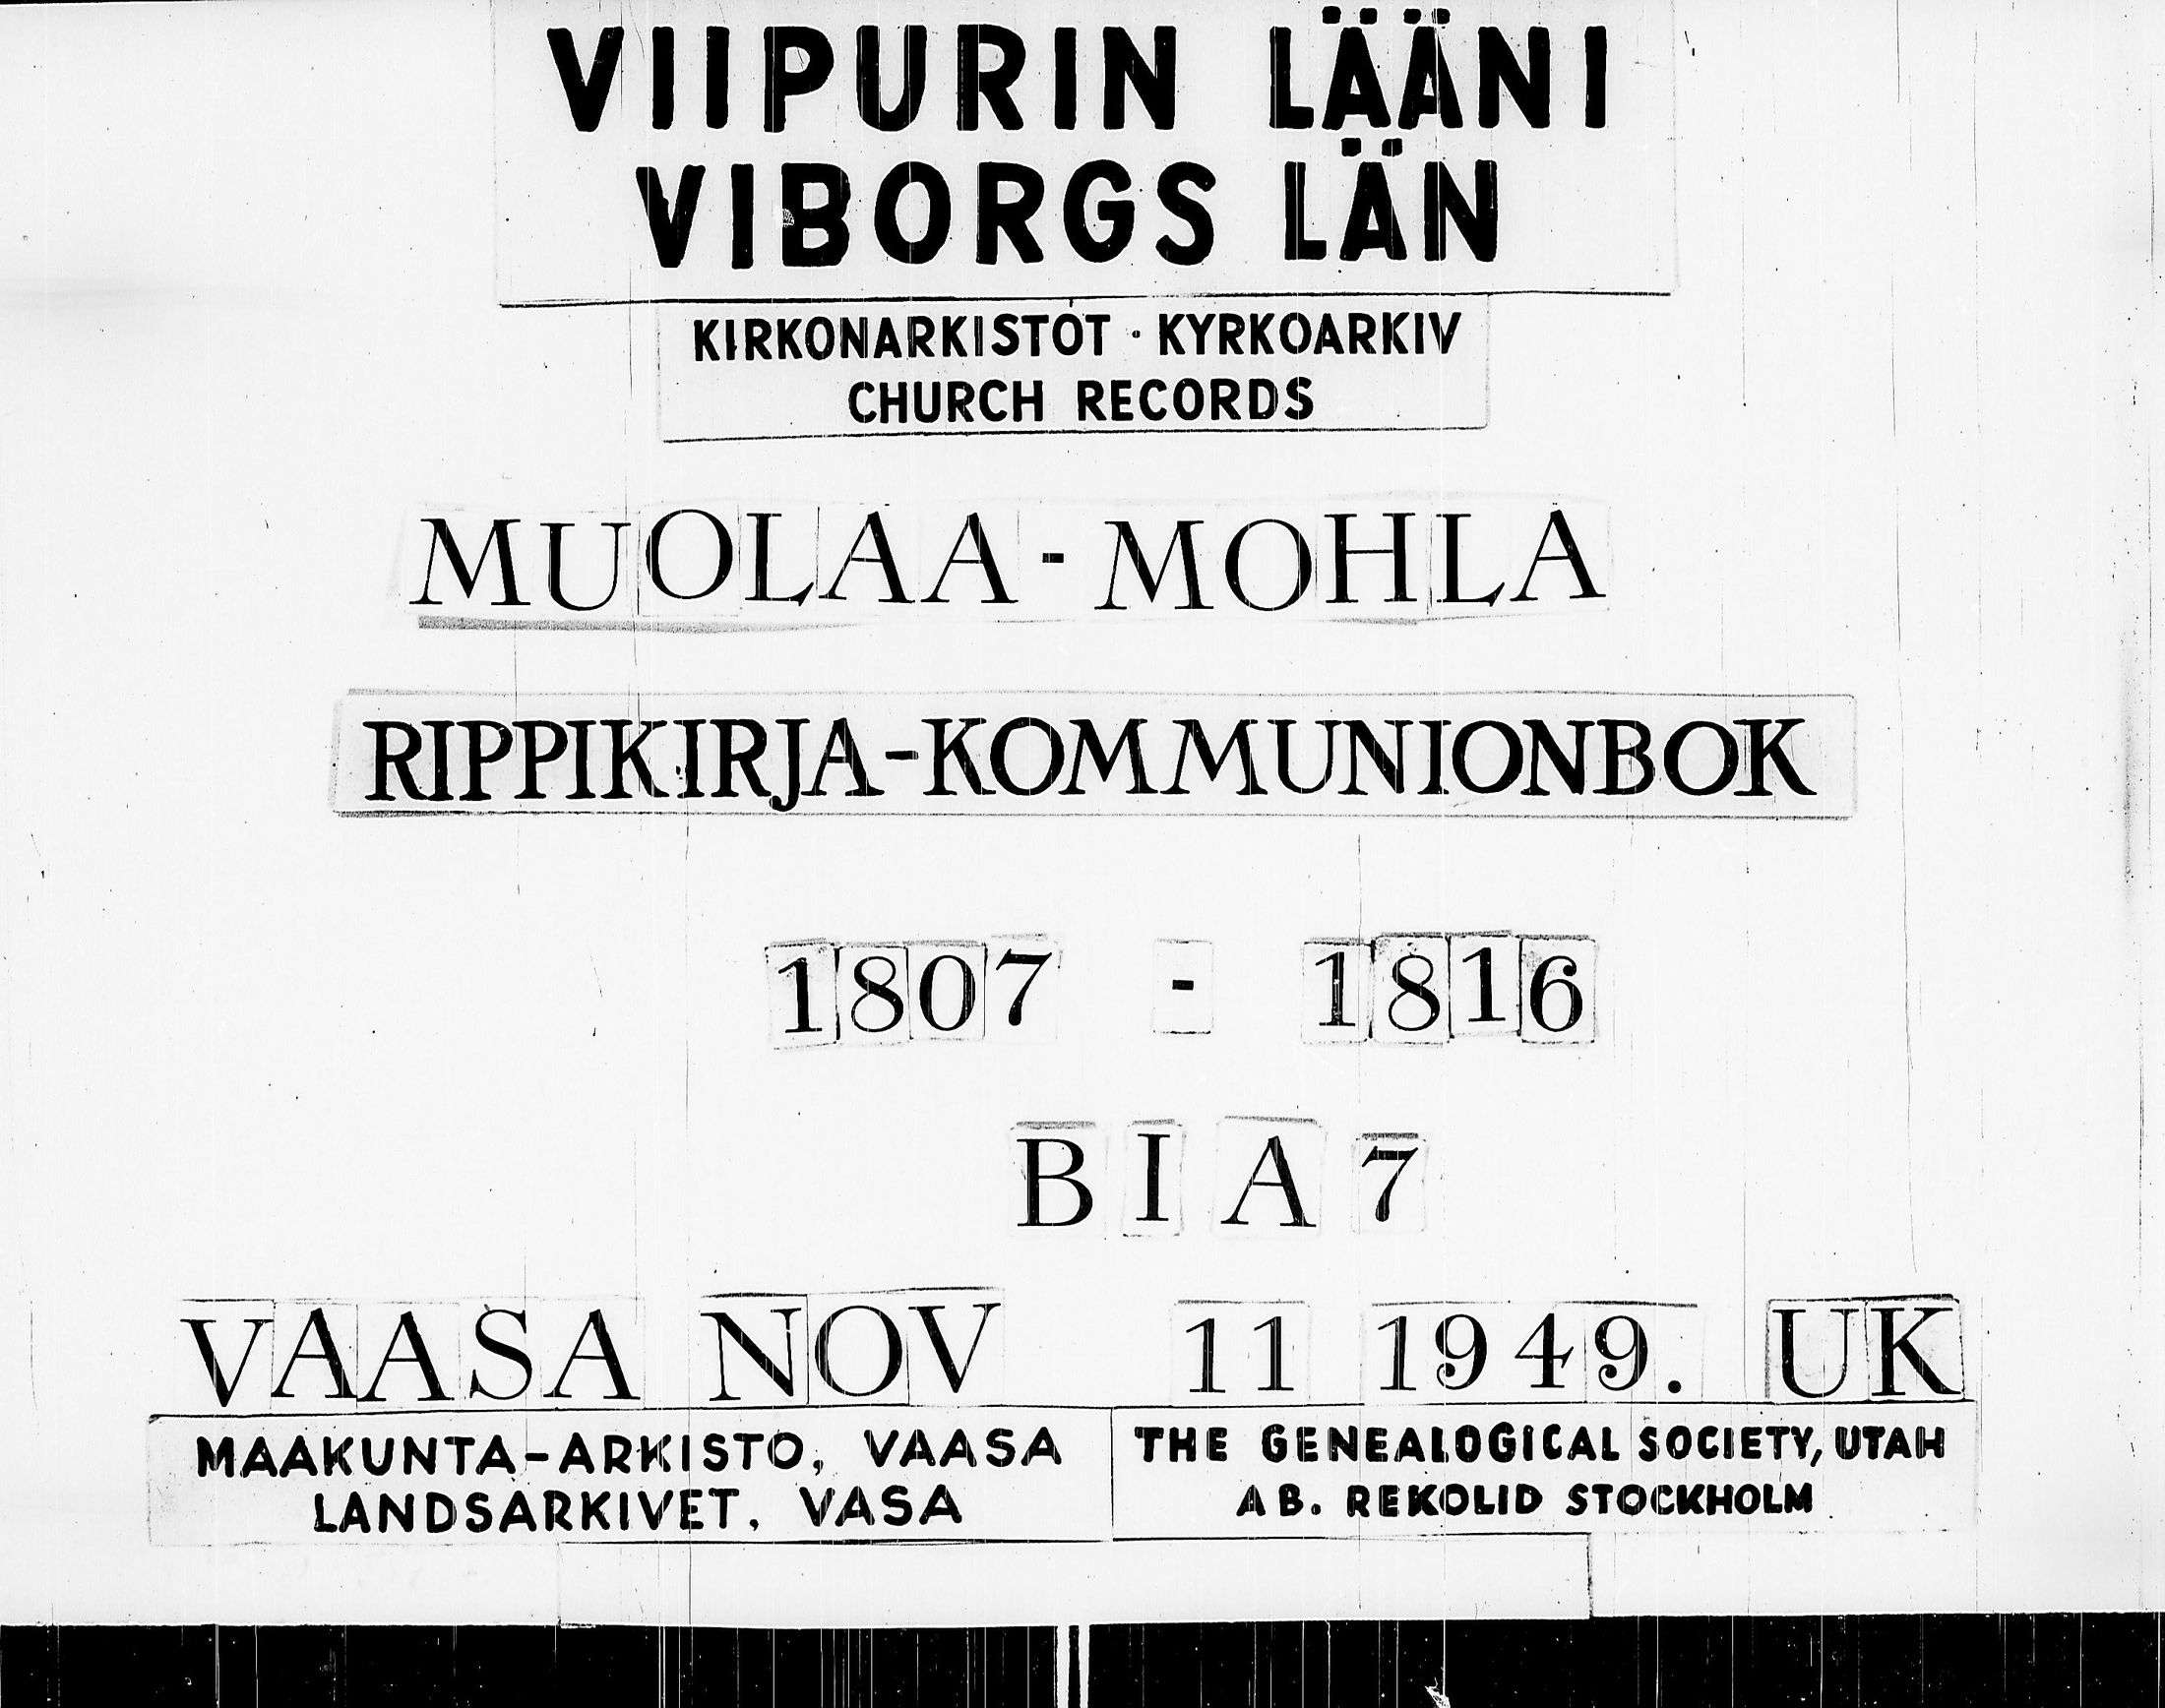 VIIPURIN LÄÄNI
VIBORGS LÄN
KIRKONARKISTOT · KYRKOARKIV
CHURCH RECORDS
MUOLAA - MOHLA
RIPPIKIRJA-KOMMUNIONBOK
1807 - 1816
B I A 7
VAASA NOV 11 1949. UK
MAAKUNTA-ARKISTO, VAASA
LANDSARKIVET, VASA
THE GENEALOGICAL SOCIETY, UTAH
AB. REKOLID STOCKHOLM